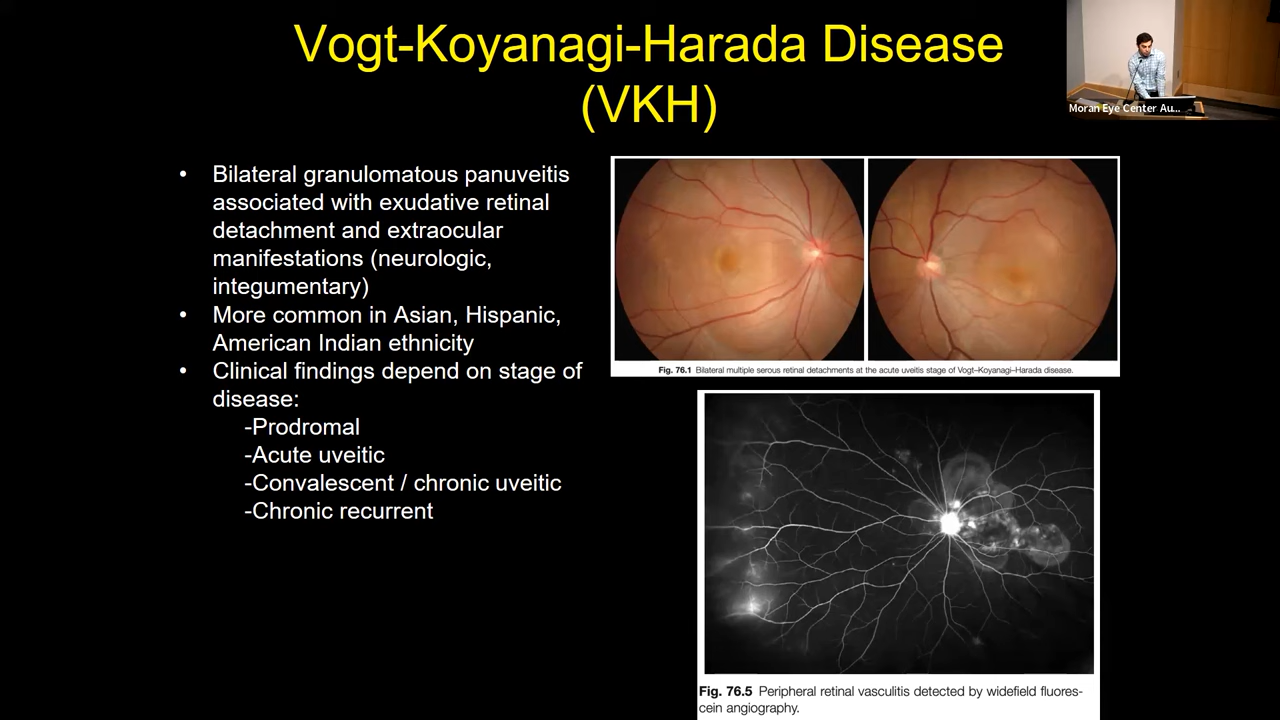 Vogt-Koyanagi-Harada Disease
(VKH)
Moran Eye Center Au...
• Bilateral granulomatous panuveitis
associated with exudative retinal
detachment and extraocular
manifestations (neurologic,
integumentary)
• More common in Asian, Hispanic,
American Indian ethnicity
• Clinical findings depend on stage of
disease:
-Prodromal
-Acute uveitic
-Convalescent / chronic uveitic
-Chronic recurrent
Fig. 76.1 Bilateral multiple serous retinal detachments at the acute uveitis stage of Vogt–Koyanagi–Harada disease.
Fig. 76.5 Peripheral retinal vasculitis detected by widefield fluores-
cein angiography.